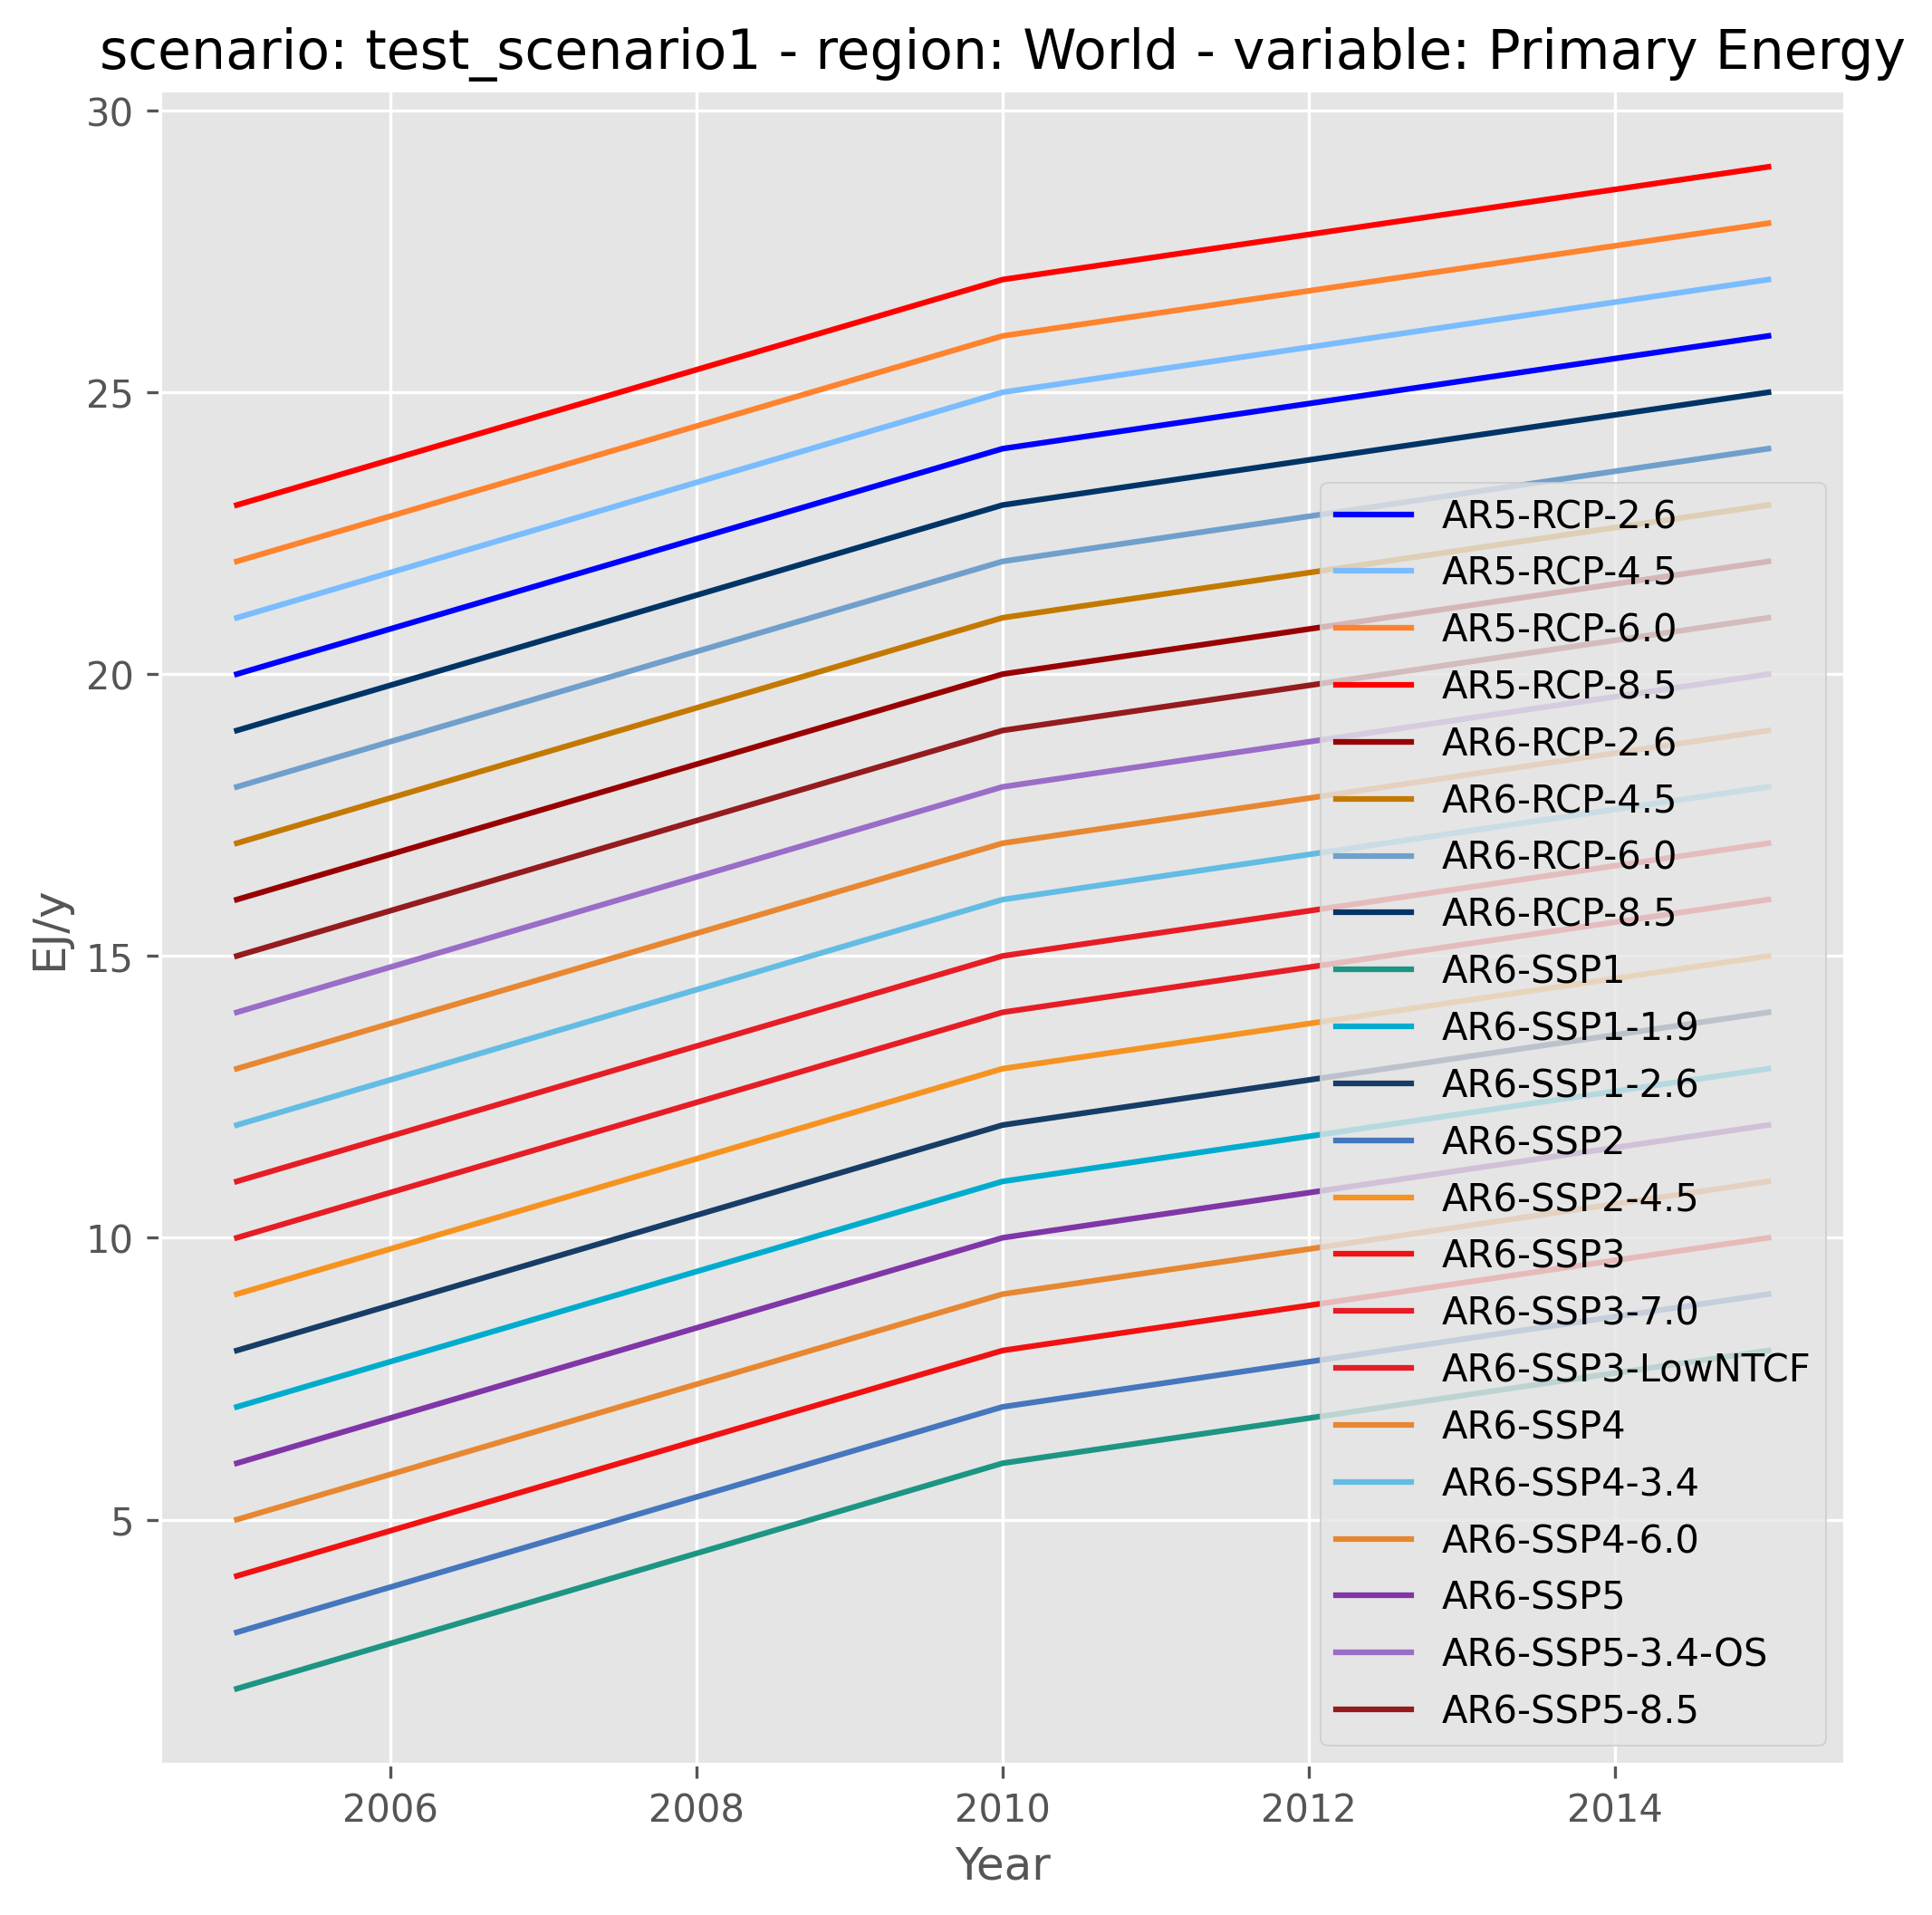 scenario: test_scenario1 - region: World - variable: Primary Energy
30
25
20
15
10
5
EJ/y
AR5-RCP-2.6
AR5-RCP-4.5
AR5-RCP-6.0
AR5-RCP-8.5
AR6-RCP-2.6
AR6-RCP-4.5
AR6-RCP-6.0
AR6-RCP-8.5
AR6-SSP1
AR6-SSP1-1.9
AR6-SSP1-2.6
AR6-SSP2
AR6-SSP2-4.5
AR6-SSP3
AR6-SSP3-7.0
AR6-SSP3-LowNTCF
AR6-SSP4
AR6-SSP4-3.4
AR6-SSP4-6.0
AR6-SSP5
AR6-SSP5-3.4-OS
AR6-SSP5-8.5
2006 2008 2010 2012 2014
Year